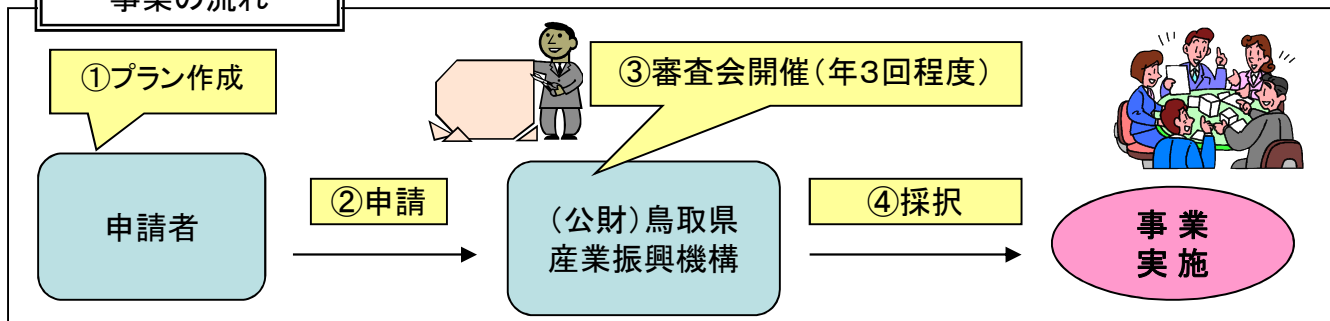 事業の流れ
①プラン作成
③審査会開催（年３回程度）
申請者
②申請
（公財）鳥取県
産業振興機構
④採択
事 業
実 施